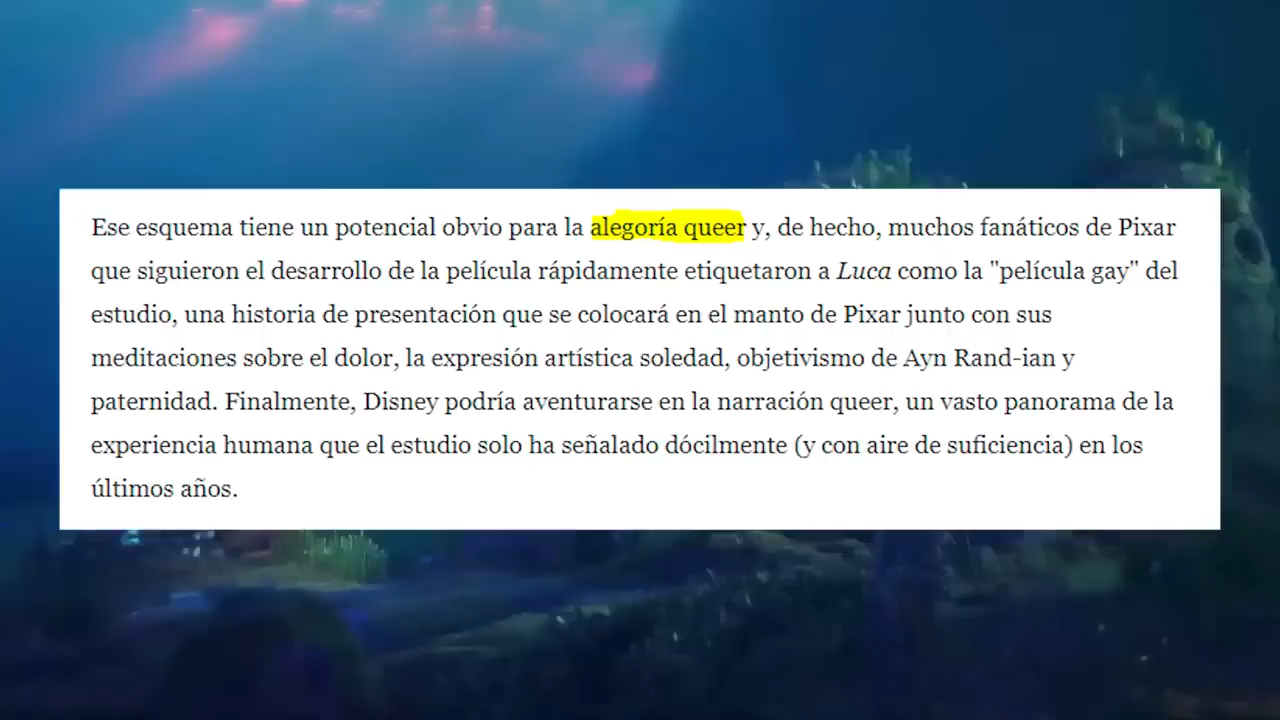 Ese esquema tiene un potencial obvio para la alegoría queer y, de hecho, muchos fanáticos de Pixar
que siguieron el desarrollo de la película rápidamente etiquetaron a Luca como la "película gay" del
estudio, una historia de presentación que se colocará en el manto de Pixar junto con sus
meditaciones sobre el dolor, la expresión artística soledad, objetivismo de Ayn Rand-ian y
paternidad. Finalmente, Disney podría aventurarse en la narración queer, un vasto panorama de la
experiencia humana que el estudio solo ha señalado dócilmente (y con aire de suficiencia) en los
últimos años.